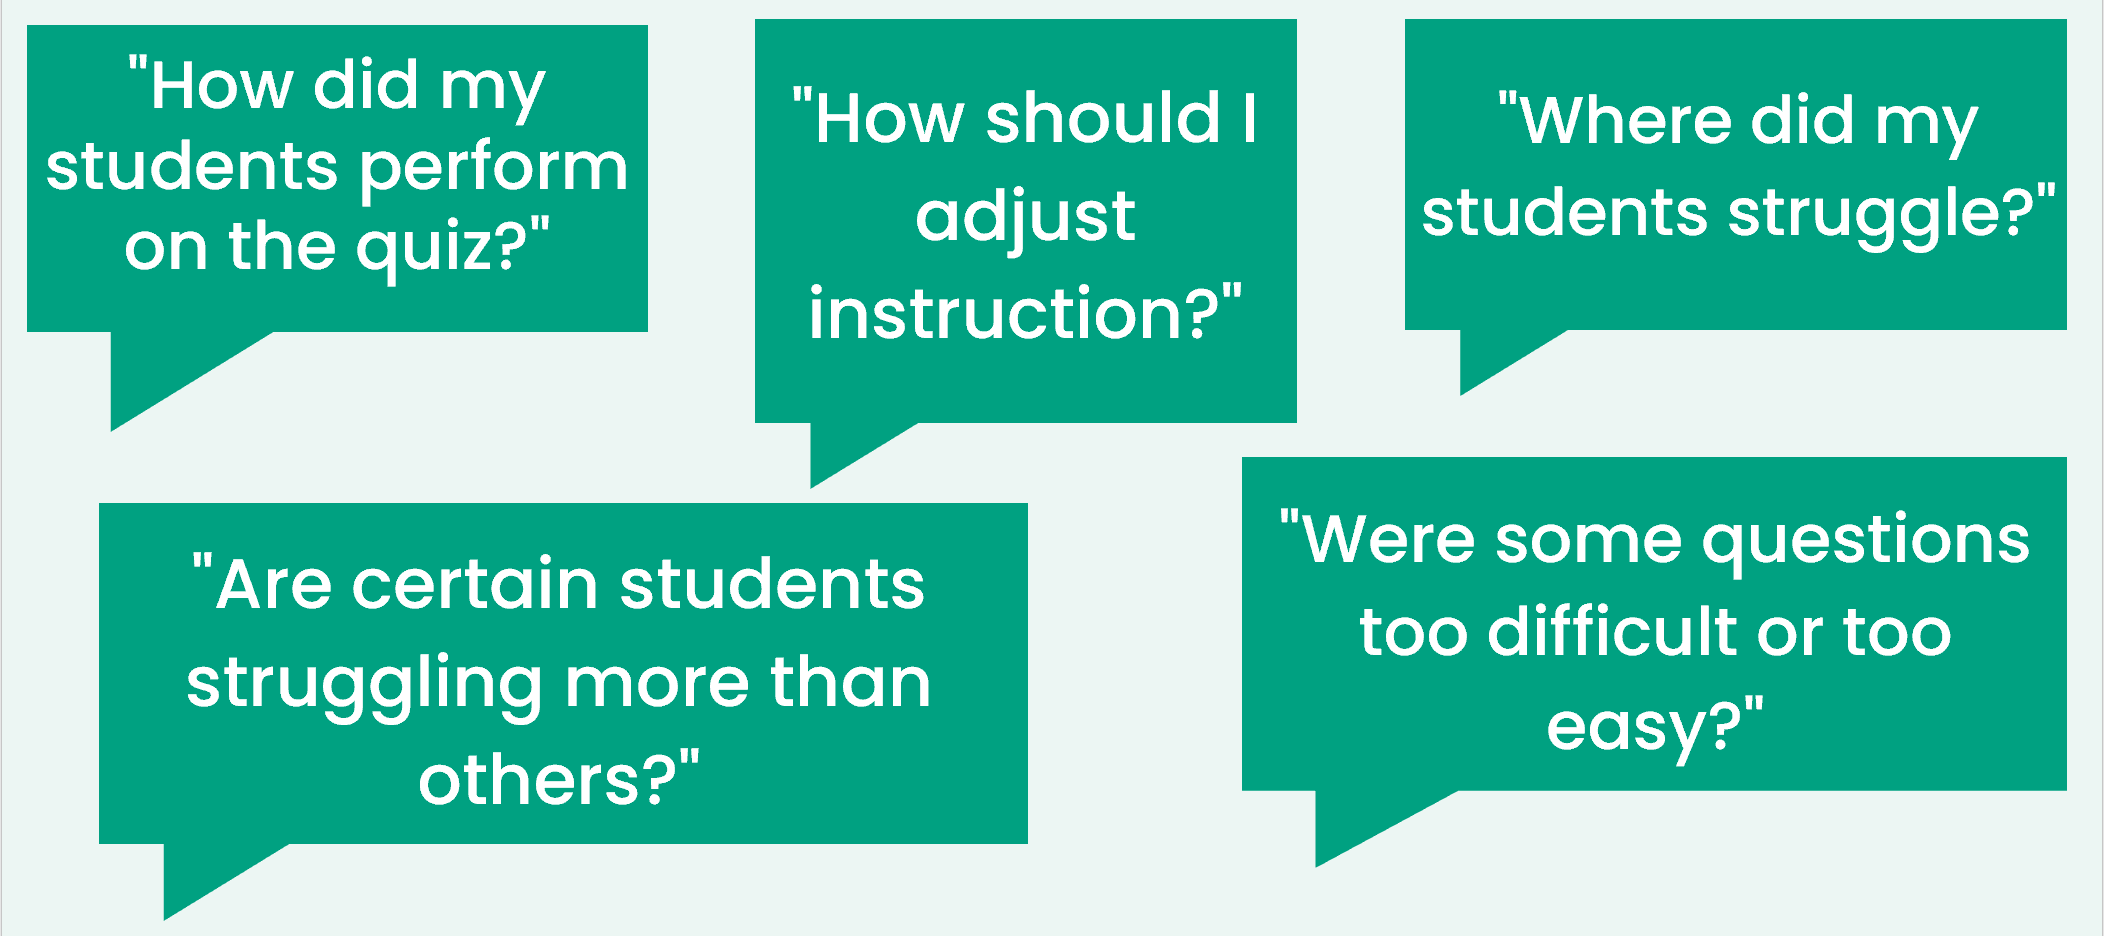 "How did my
students perform
on the quiz?"
"How should I
adjust
instruction?"
"Where did my
students struggle?"
"Are certain students
struggling more than
others?"
"Were some questions
too difficult or too
easy?"